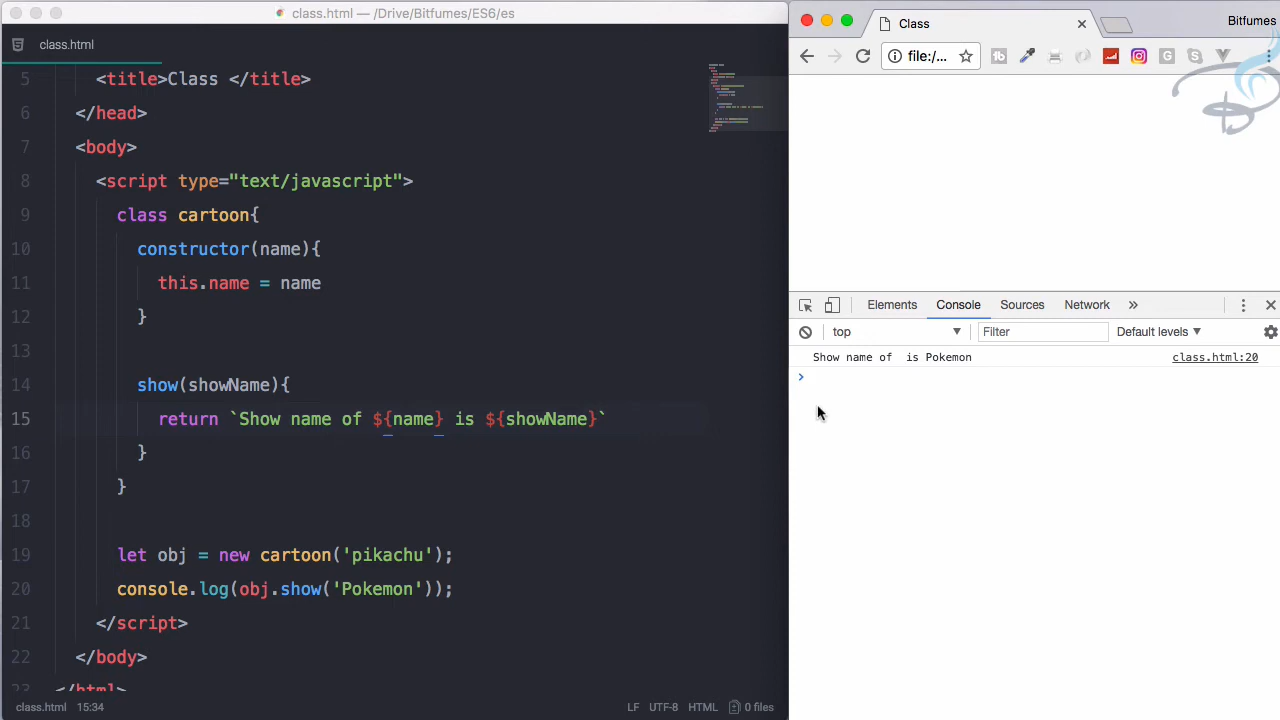 class.html — /Drive/Bitfumes/ES6/es
class.html
5 <title>Class </title>
6 </head>
7 <body>
8 <script type="text/javascript">
9 class cartoon{
10 constructor(name){
11 this.name = name
12 }
13
14 show(showName){
15 return `Show name of ${name} is ${showName}`
16 }
17 }
18
19 let obj = new cartoon('pikachu');
20 console.log(obj.show('Pokemon'));
21 </script>
22 </body>
23 </html>
class.html 15:34 LF UTF-8 HTML 0 files
Class Bitfumes
file:/...
Elements Console Sources Network »
top Filter Default levels
Show name of  is Pokemon class.html:20
>